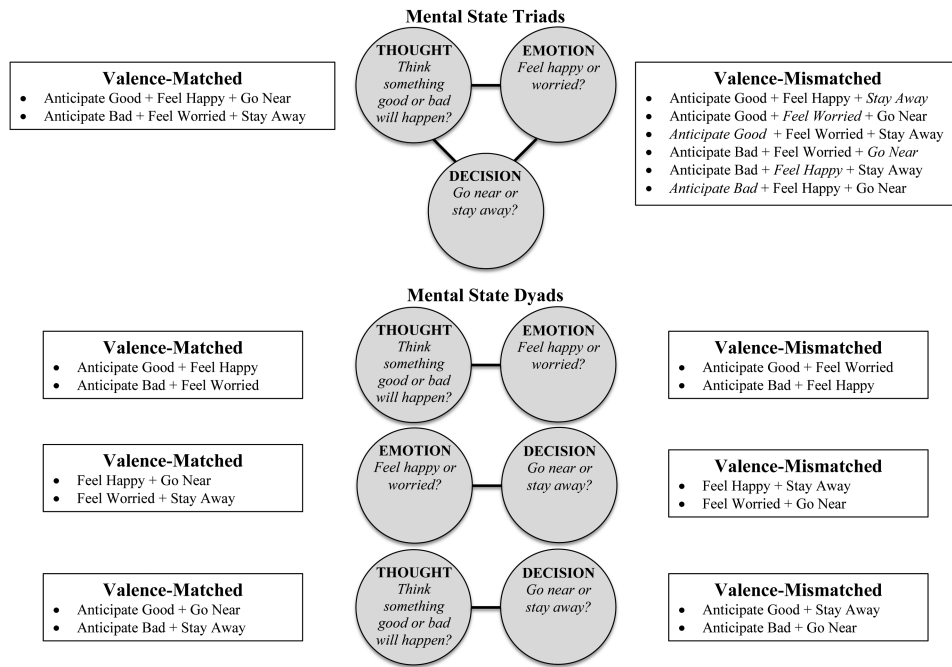 Mental State Triads
Valence-Matched
• Anticipate Good + Feel Happy + Go Near
• Anticipate Bad + Feel Worried + Stay Away
THOUGHT
Think
something
good or bad
will happen?
EMOTION
Feel happy or
worried?
DECISION
Go near or
stay away?
Valence-Mismatched
• Anticipate Good + Feel Happy + Stay Away
• Anticipate Good + Feel Worried + Go Near
• Anticipate Good + Feel Worried + Stay Away
• Anticipate Bad + Feel Worried + Go Near
• Anticipate Bad + Feel Happy + Stay Away
• Anticipate Bad + Feel Happy + Go Near
Mental State Dyads
Valence-Matched
• Anticipate Good + Feel Happy
• Anticipate Bad + Feel Worried
THOUGHT
Think
something
good or bad
will happen?
EMOTION
Feel happy or
worried?
Valence-Mismatched
• Anticipate Good + Feel Worried
• Anticipate Bad + Feel Happy
Valence-Matched
• Feel Happy + Go Near
• Feel Worried + Stay Away
EMOTION
Feel happy or
worried?
DECISION
Go near or
stay away?
Valence-Mismatched
• Feel Happy + Stay Away
• Feel Worried + Go Near
Valence-Matched
• Anticipate Good + Go Near
• Anticipate Bad + Stay Away
THOUGHT
Think
something
good or bad
will happen?
DECISION
Go near or
stay away?
Valence-Mismatched
• Anticipate Good + Stay Away
• Anticipate Bad + Go Near